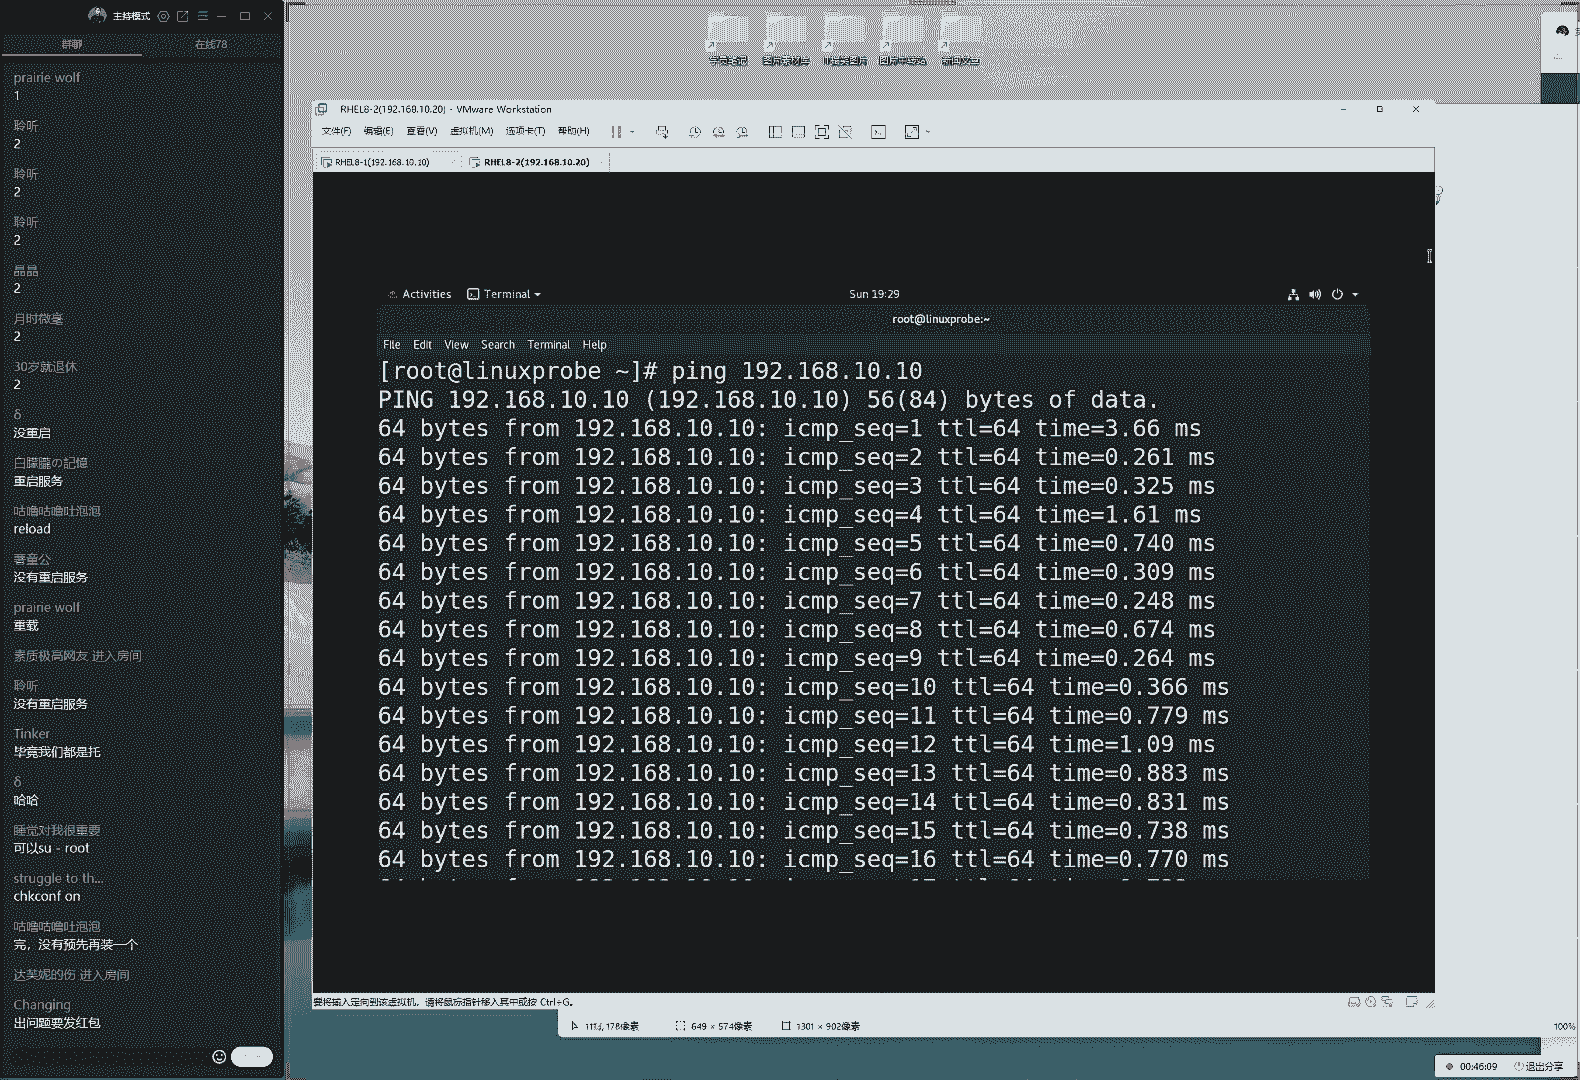 主持模式
群聊
在线78
prairie wolf
1
聆听
2
聆听
2
聆听
2
晶晶
2
月时微毫
2
30岁就退休
2
δ
没重启
白朦朧の記憶
重启服务
咕噜咕噜吐泡泡
reload
没有重启服务
prairie wolf
重载
素质极高网友 进入房间
聆听
没有重启服务
Tinker
毕竟我们都是托
δ
哈哈
睡觉对我很重要
可以su - root
struggle to th...
chkconf on
咕噜咕噜吐泡泡
完，没有预先再装一个
达芙妮的伤 进入房间
Changing
出问题要发红包
RHEL8-2(192.168.10.20) - VMware Workstation
文件(F) 编辑(E) 查看(V) 虚拟机(M) 选项卡(T) 帮助(H)
RHEL8-1(192.168.10.10)
RHEL8-2(192.168.10.20)
Activities Terminal Sun 19:29
root@linuxprobe:~
File Edit View Search Terminal Help
[root@linuxprobe ~]# ping 192.168.10.10
PING 192.168.10.10 (192.168.10.10) 56(84) bytes of data.
64 bytes from 192.168.10.10: icmp_seq=1 ttl=64 time=3.66 ms
64 bytes from 192.168.10.10: icmp_seq=2 ttl=64 time=0.261 ms
64 bytes from 192.168.10.10: icmp_seq=3 ttl=64 time=0.325 ms
64 bytes from 192.168.10.10: icmp_seq=4 ttl=64 time=1.61 ms
64 bytes from 192.168.10.10: icmp_seq=5 ttl=64 time=0.740 ms
64 bytes from 192.168.10.10: icmp_seq=6 ttl=64 time=0.309 ms
64 bytes from 192.168.10.10: icmp_seq=7 ttl=64 time=0.248 ms
64 bytes from 192.168.10.10: icmp_seq=8 ttl=64 time=0.674 ms
64 bytes from 192.168.10.10: icmp_seq=9 ttl=64 time=0.264 ms
64 bytes from 192.168.10.10: icmp_seq=10 ttl=64 time=0.366 ms
64 bytes from 192.168.10.10: icmp_seq=11 ttl=64 time=0.779 ms
64 bytes from 192.168.10.10: icmp_seq=12 ttl=64 time=1.09 ms
64 bytes from 192.168.10.10: icmp_seq=13 ttl=64 time=0.883 ms
64 bytes from 192.168.10.10: icmp_seq=14 ttl=64 time=0.831 ms
64 bytes from 192.168.10.10: icmp_seq=15 ttl=64 time=0.738 ms
64 bytes from 192.168.10.10: icmp_seq=16 ttl=64 time=0.770 ms
要将输入定向到该虚拟机，请将鼠标指针移入其中或按 Ctrl+G。
649 × 574像素
1301 × 902像素
100%
00:46:09
退出分享